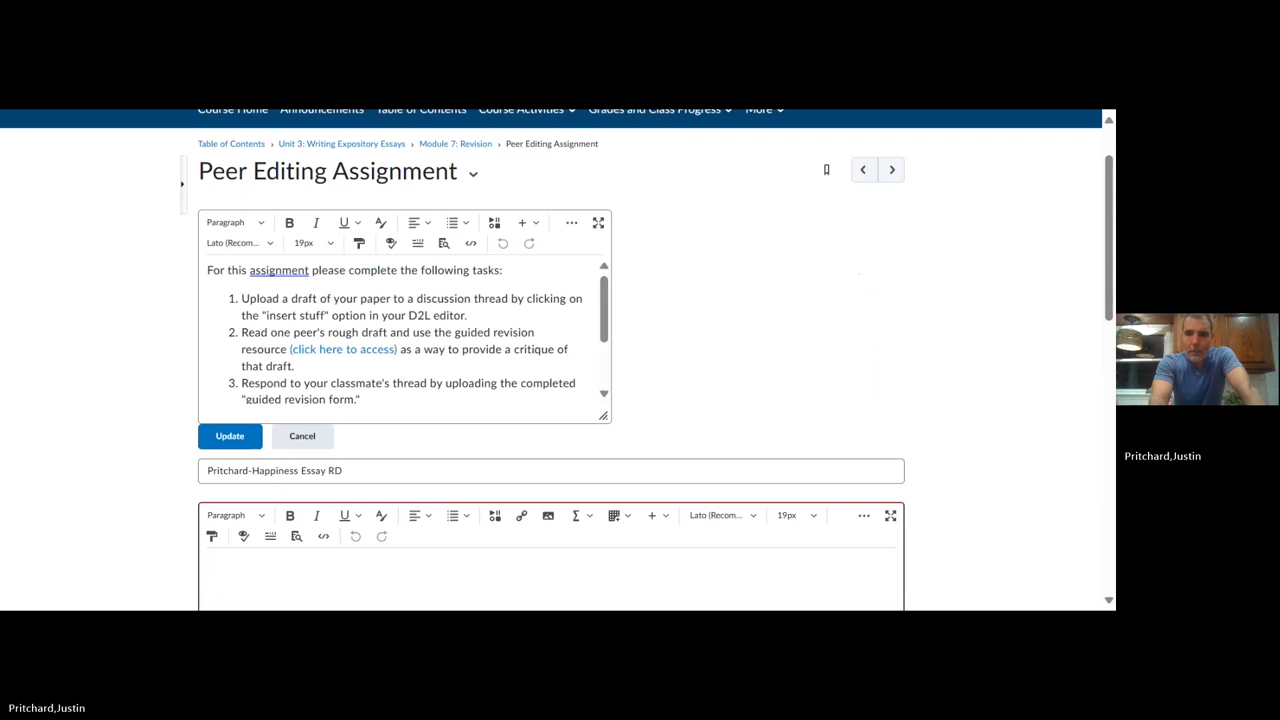 Course Home Announcements Table of Contents Course Activities Grades and Class Progress More
Table of Contents › Unit 3: Writing Expository Essays › Module 7: Revision › Peer Editing Assignment
Peer Editing Assignment
Paragraph B I U
Lato (Recom... 19px
For this assignment please complete the following tasks:
1. Upload a draft of your paper to a discussion thread by clicking on
the "insert stuff" option in your D2L editor.
2. Read one peer's rough draft and use the guided revision
resource (click here to access) as a way to provide a critique of
that draft.
3. Respond to your classmate's thread by uploading the completed
"guided revision form."
Update Cancel
Pritchard-Happiness Essay RD
Paragraph B I U Lato (Recom... 19px
Pritchard,Justin
Pritchard,Justin